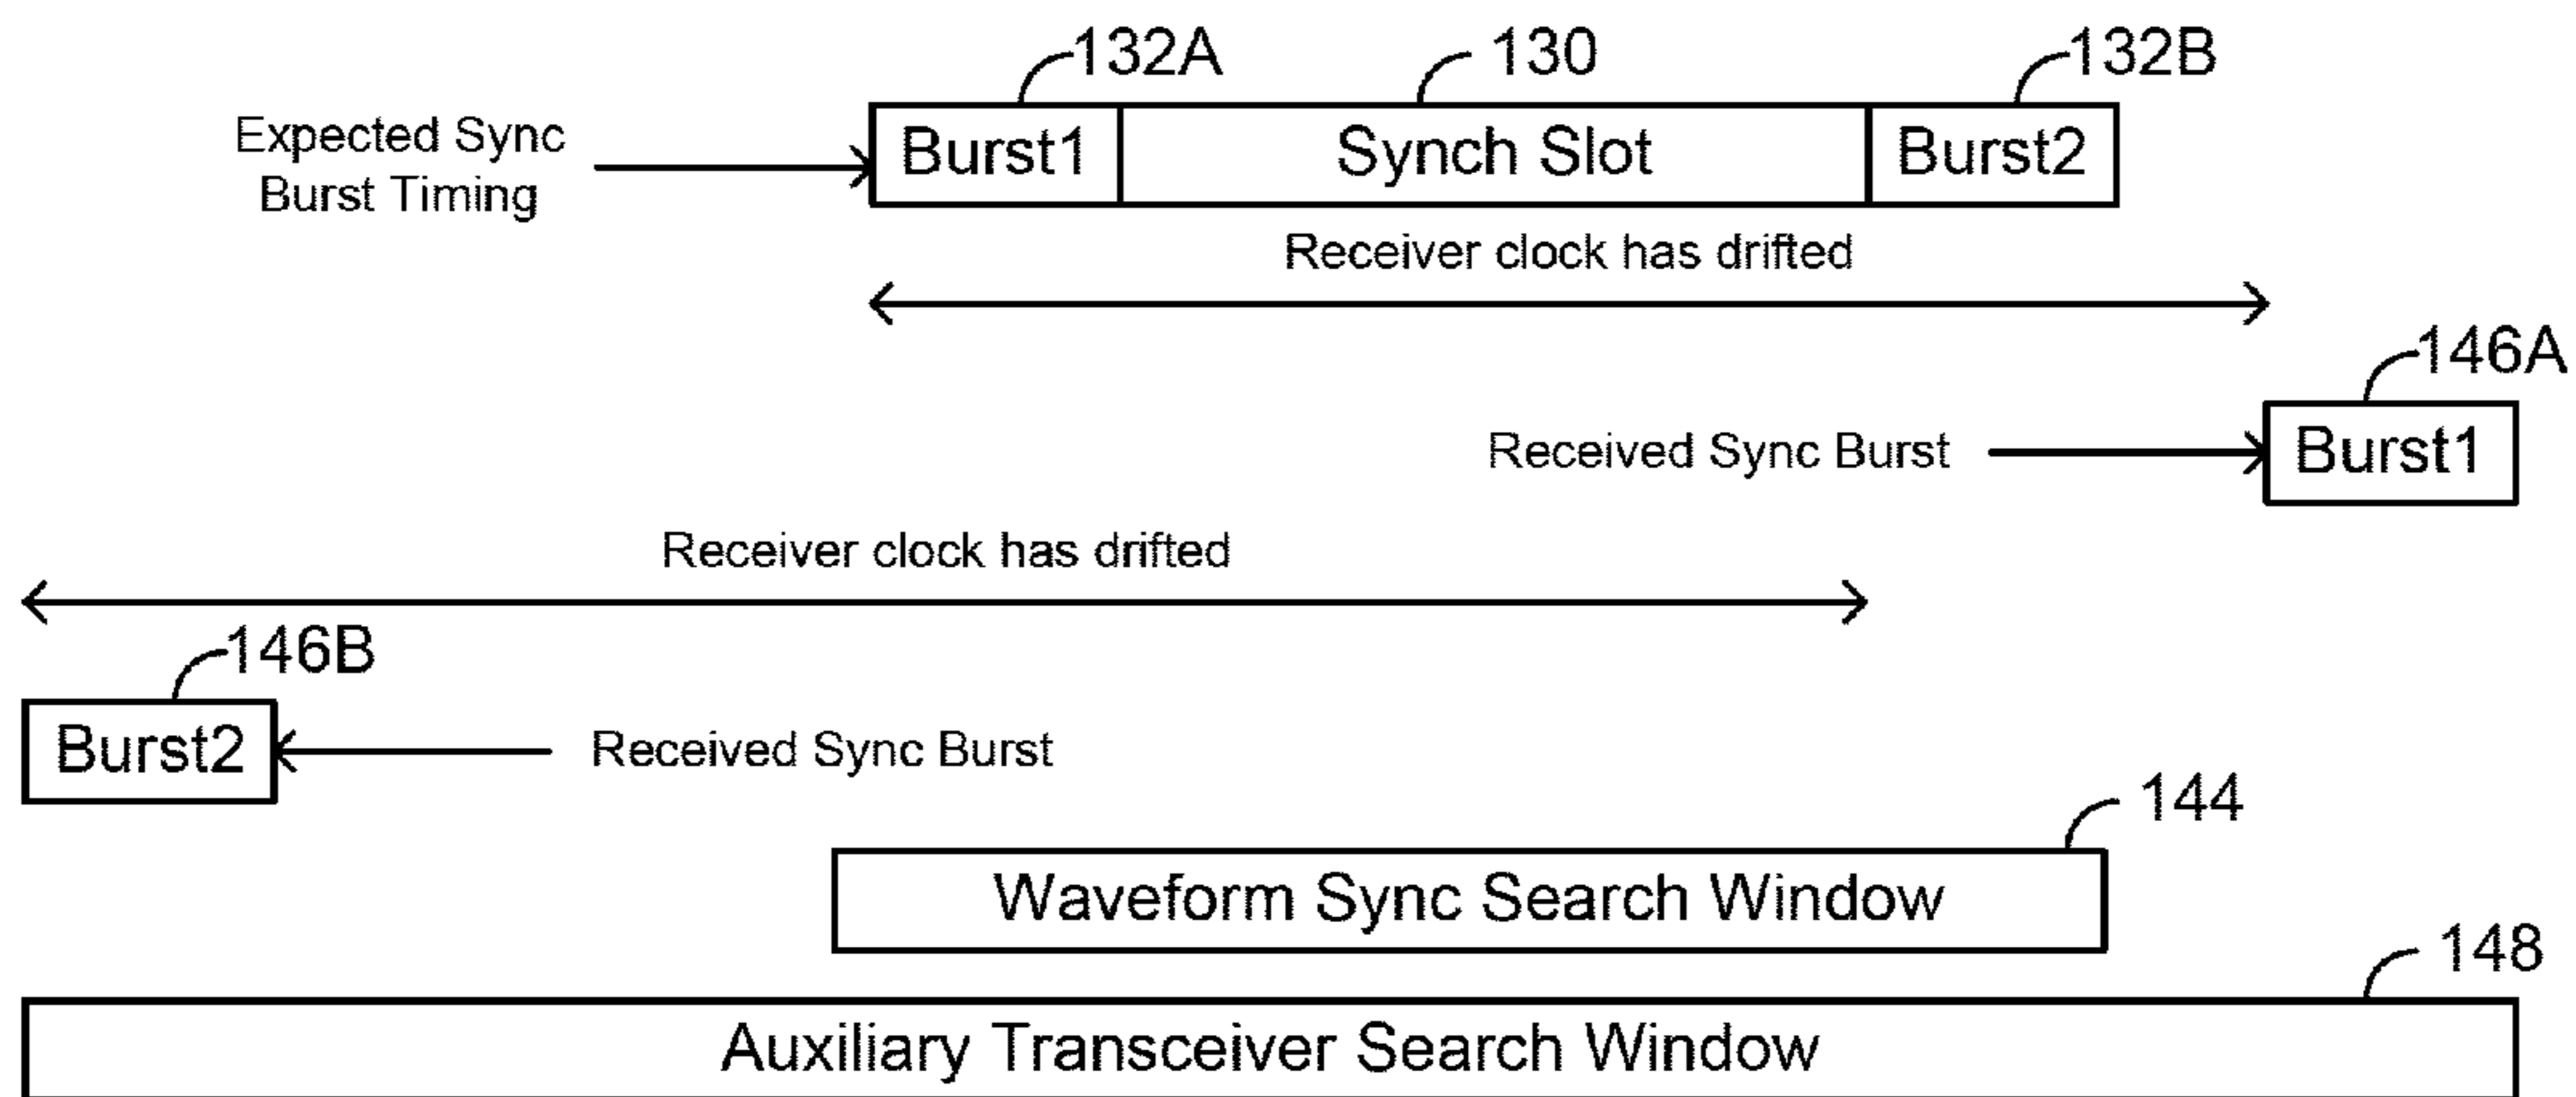 132A
130
132B
Expected Sync
Burst Timing
Burst1
Synch Slot
Burst2
Receiver clock has drifted
146A
Received Sync Burst
Burst1
Receiver clock has drifted
146B
Burst2
Received Sync Burst
144
Waveform Sync Search Window
148
Auxiliary Transceiver Search Window